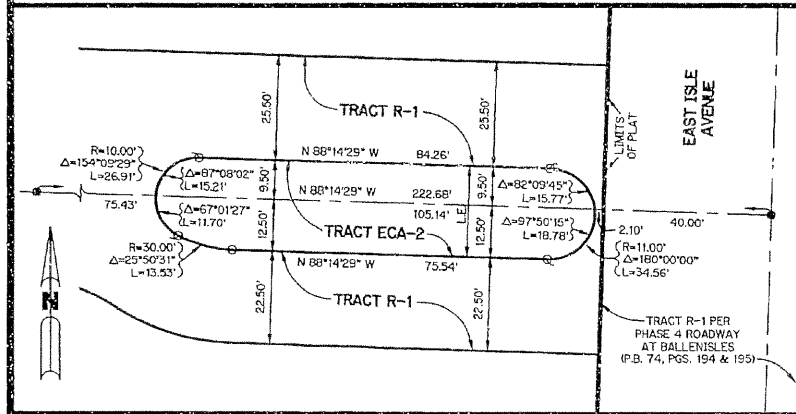 EAST ISLE
AVENUE
LIMITS
OF PLAT
25.50'
TRACT R-1
25.50'
R=10.00'
Δ=154°09'29"
L=26.91'
Δ=87°08'02"
L=15.21'
N 88°14'29" W 84.26'
9.50'
N 88°14'29" W 222.68'
9.50'
Δ=82°09'45"
L=15.77'
75.43'
Δ=67°01'27"
L=11.70'
105.14'
L.E.
Δ=97°50'15"
L=18.78'
2.10'
40.00'
12.50'
TRACT ECA-2
12.50'
R=30.00'
Δ=25°50'31"
L=13.53'
N 88°14'29" W 75.54'
R=11.00'
Δ=180°00'00"
L=34.56'
N
22.50'
TRACT R-1
22.50'
TRACT R-1 PER
PHASE 4 ROADWAY
AT BALLENISLES
(P.B. 74, PGS. 194 & 195)